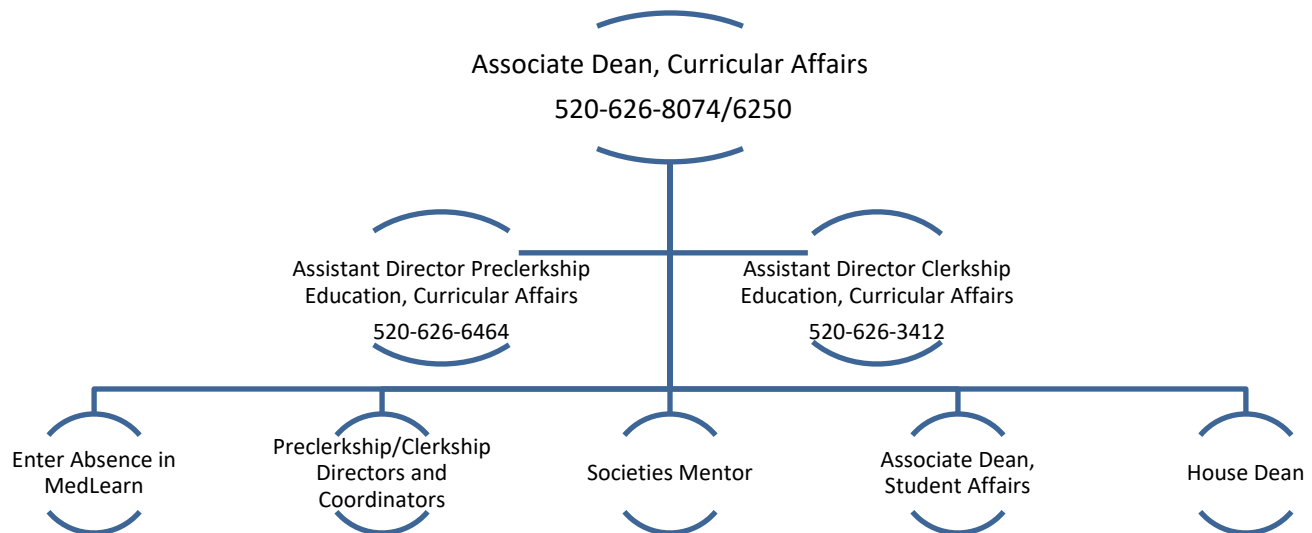 Associate Dean, Curricular Affairs
520-626-8074/6250
Assistant Director Preclerkship
Education, Curricular Affairs
520-626-6464
Assistant Director Clerkship
Education, Curricular Affairs
520-626-3412
Enter Absence in
MedLearn
Preclerkship/Clerkship
Directors and
Coordinators
Societies Mentor
Associate Dean,
Student Affairs
House Dean